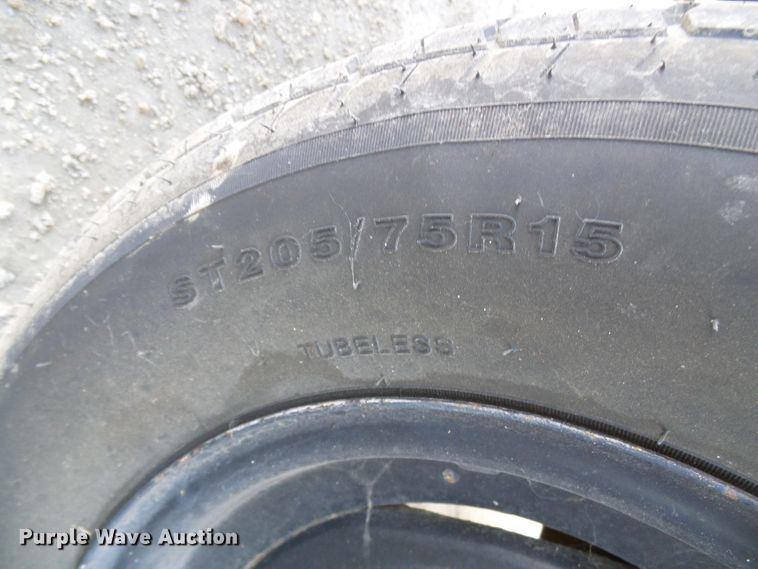 ST205/75R15
TUBELESS
Purple Wave Auction